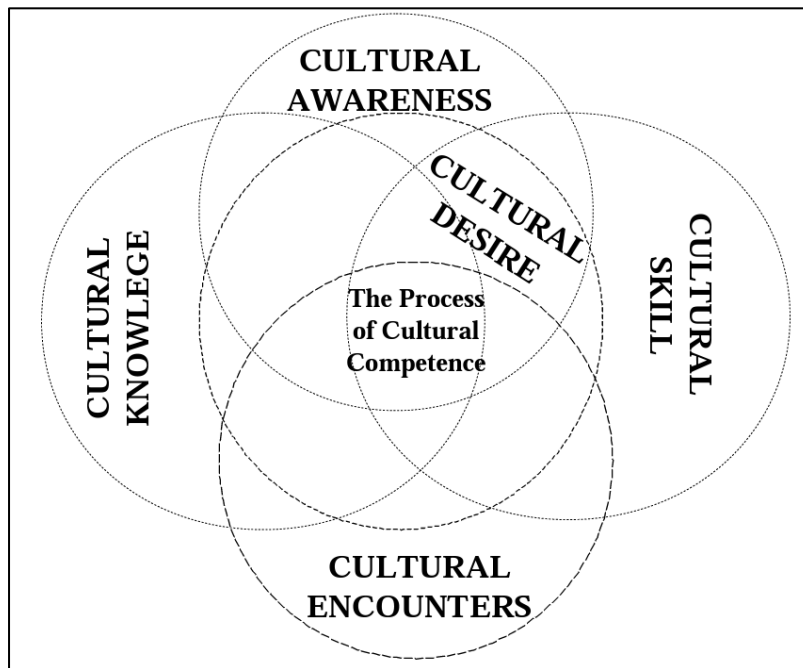 CULTURAL
AWARENESS
CULTURAL
DESIRE
CULTURAL
KNOWLEGE
CULTURAL
SKILL
The Process
of Cultural
Competence
CULTURAL
ENCOUNTERS